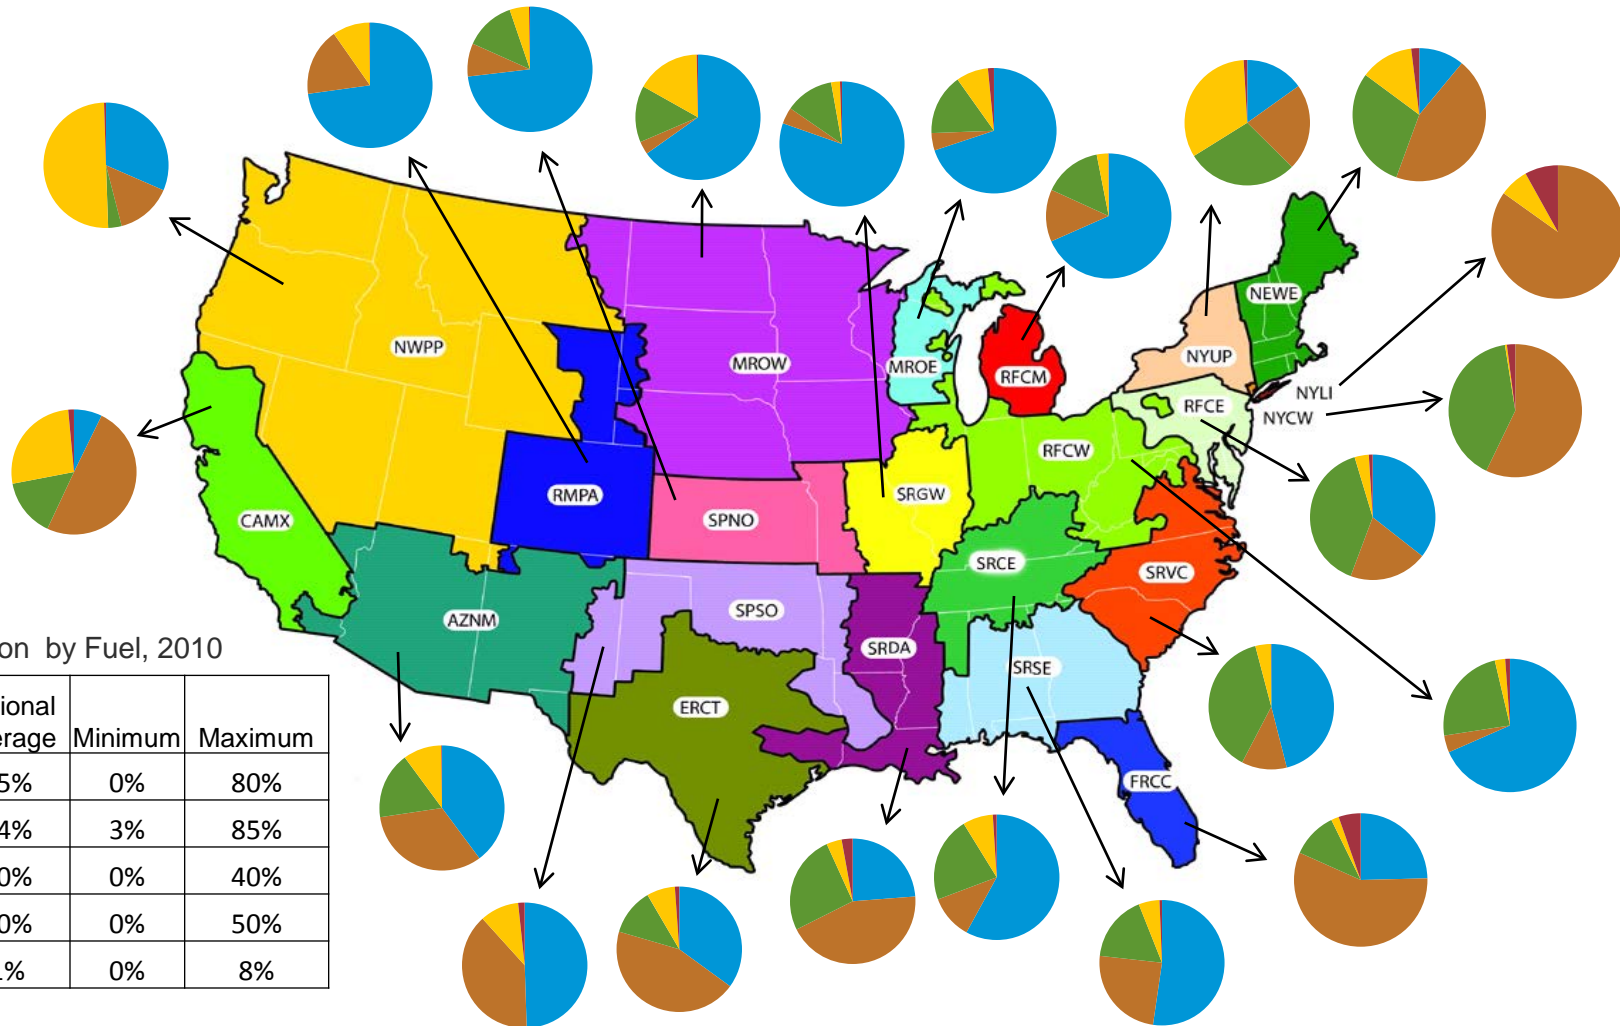 NEWE
NWPP
MROW
MROE
RFCM
NYUP
NYLI
RFCE
NYCW
RFCW
RMPA
SRGW
CAMX
SPNO
SRCE
SRVC
AZNM
SPSO
SRDA
SRSE
ERCT
FRCC
on by Fuel, 2010
ional
erage Minimum Maximum
5% 0% 80%
4% 3% 85%
0% 0% 40%
0% 0% 50%
% 0% 8%